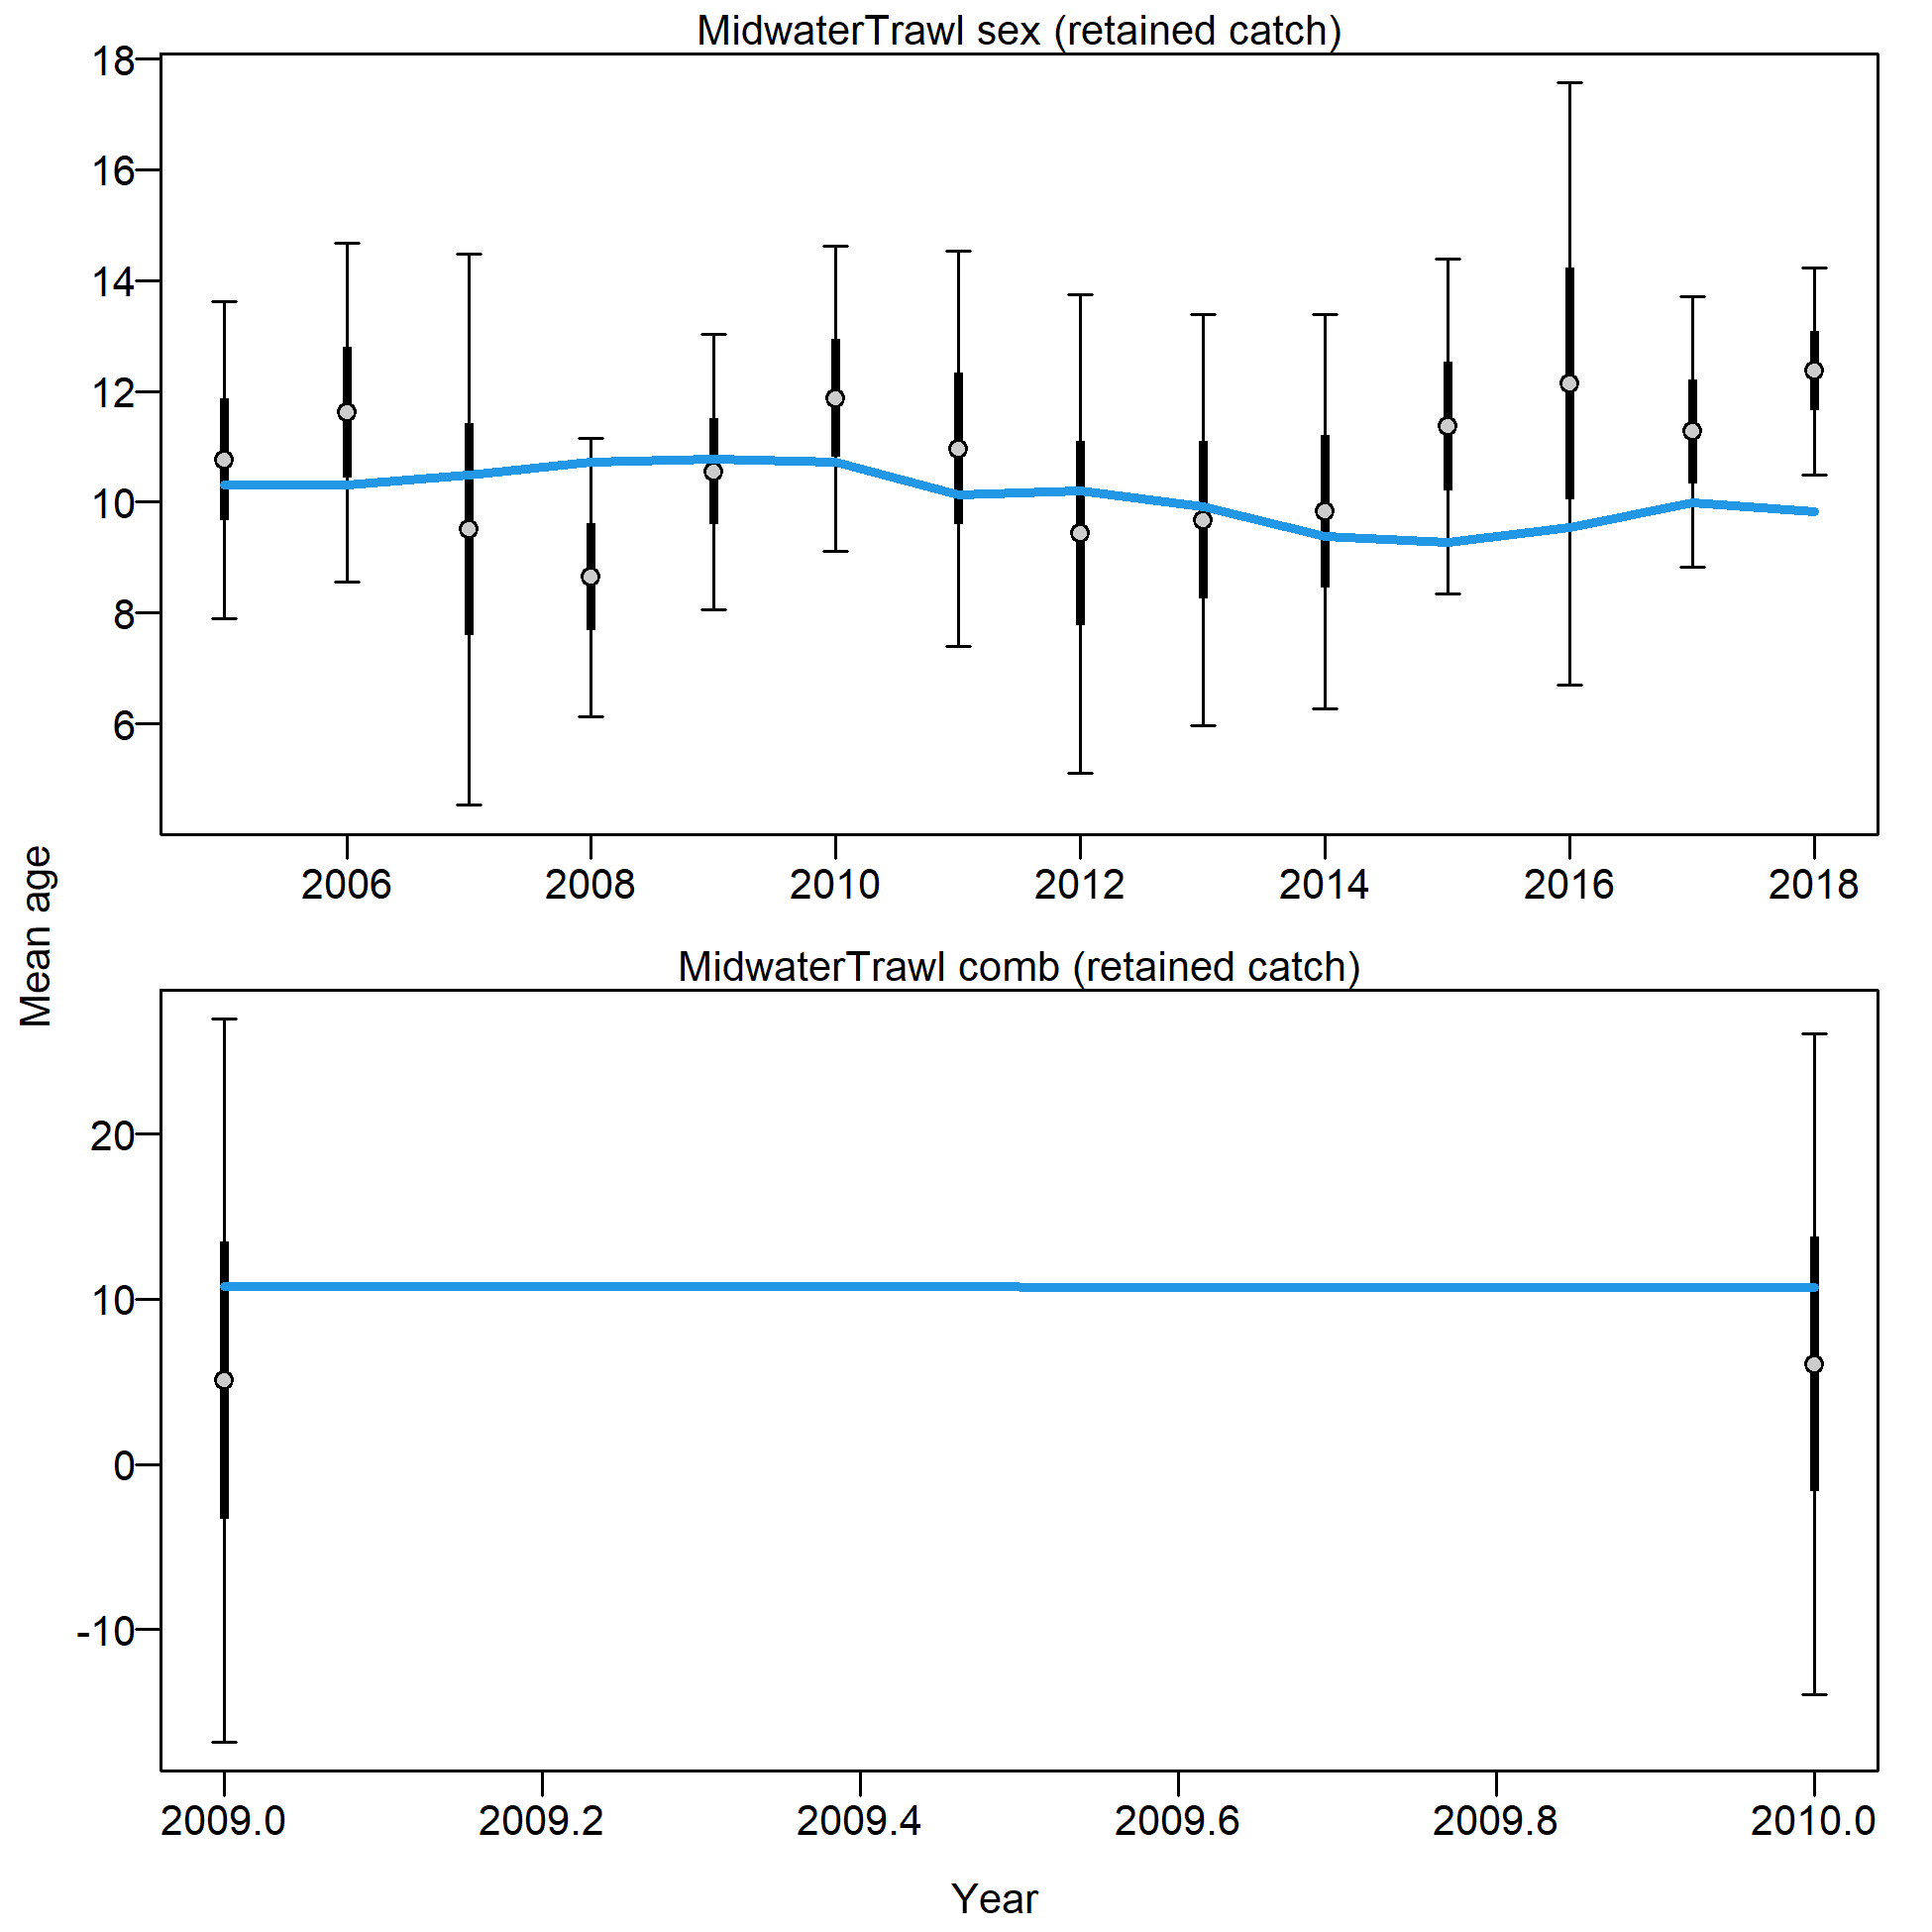 MidwaterTrawl sex (retained catch)
18
16
14
12
10
8
6
2006 2008 2010 2012 2014 2016 2018
Mean age
MidwaterTrawl comb (retained catch)
20
10
0
-10
2009.0 2009.2 2009.4 2009.6 2009.8 2010.0
Year